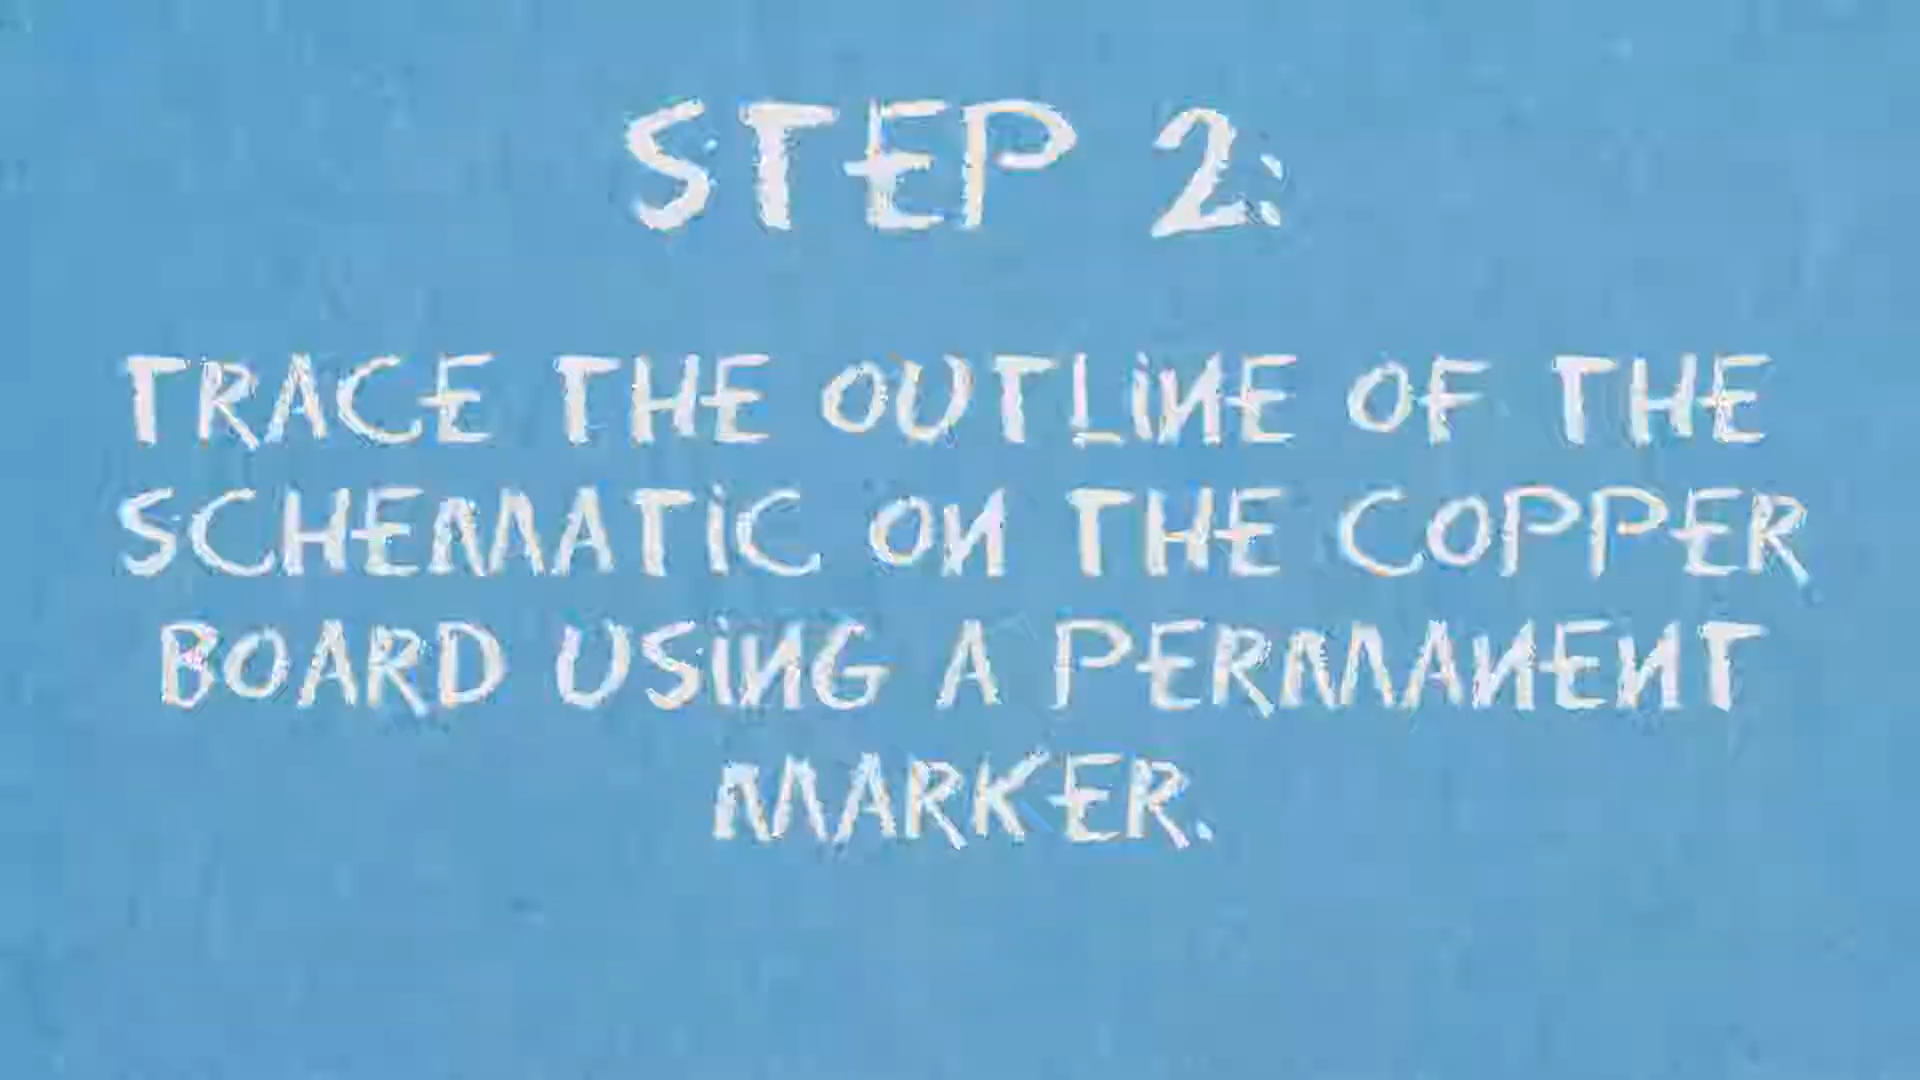 STEP 2:
TRACE THE OUTLINE OF THE
SCHEMATIC ON THE COPPER
BOARD USING A PERMANENT
MARKER.